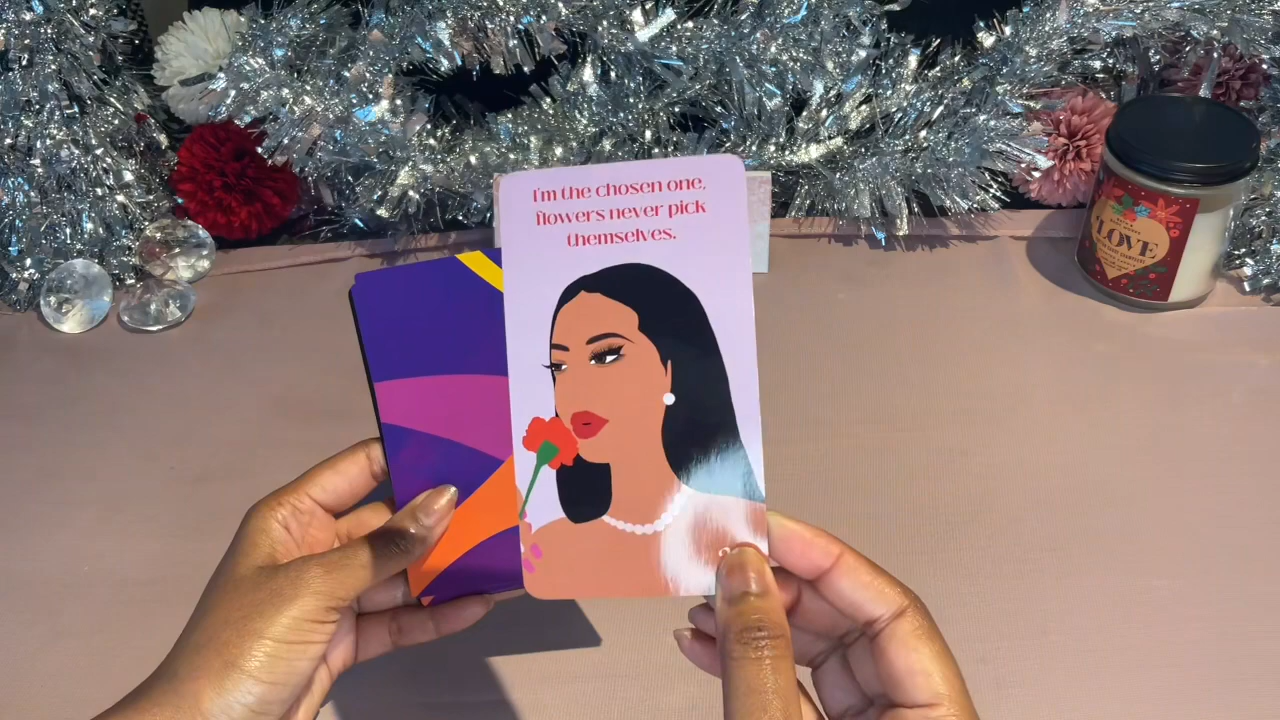 I'm the chosen one,
flowers never pick
themselves.
LOVE